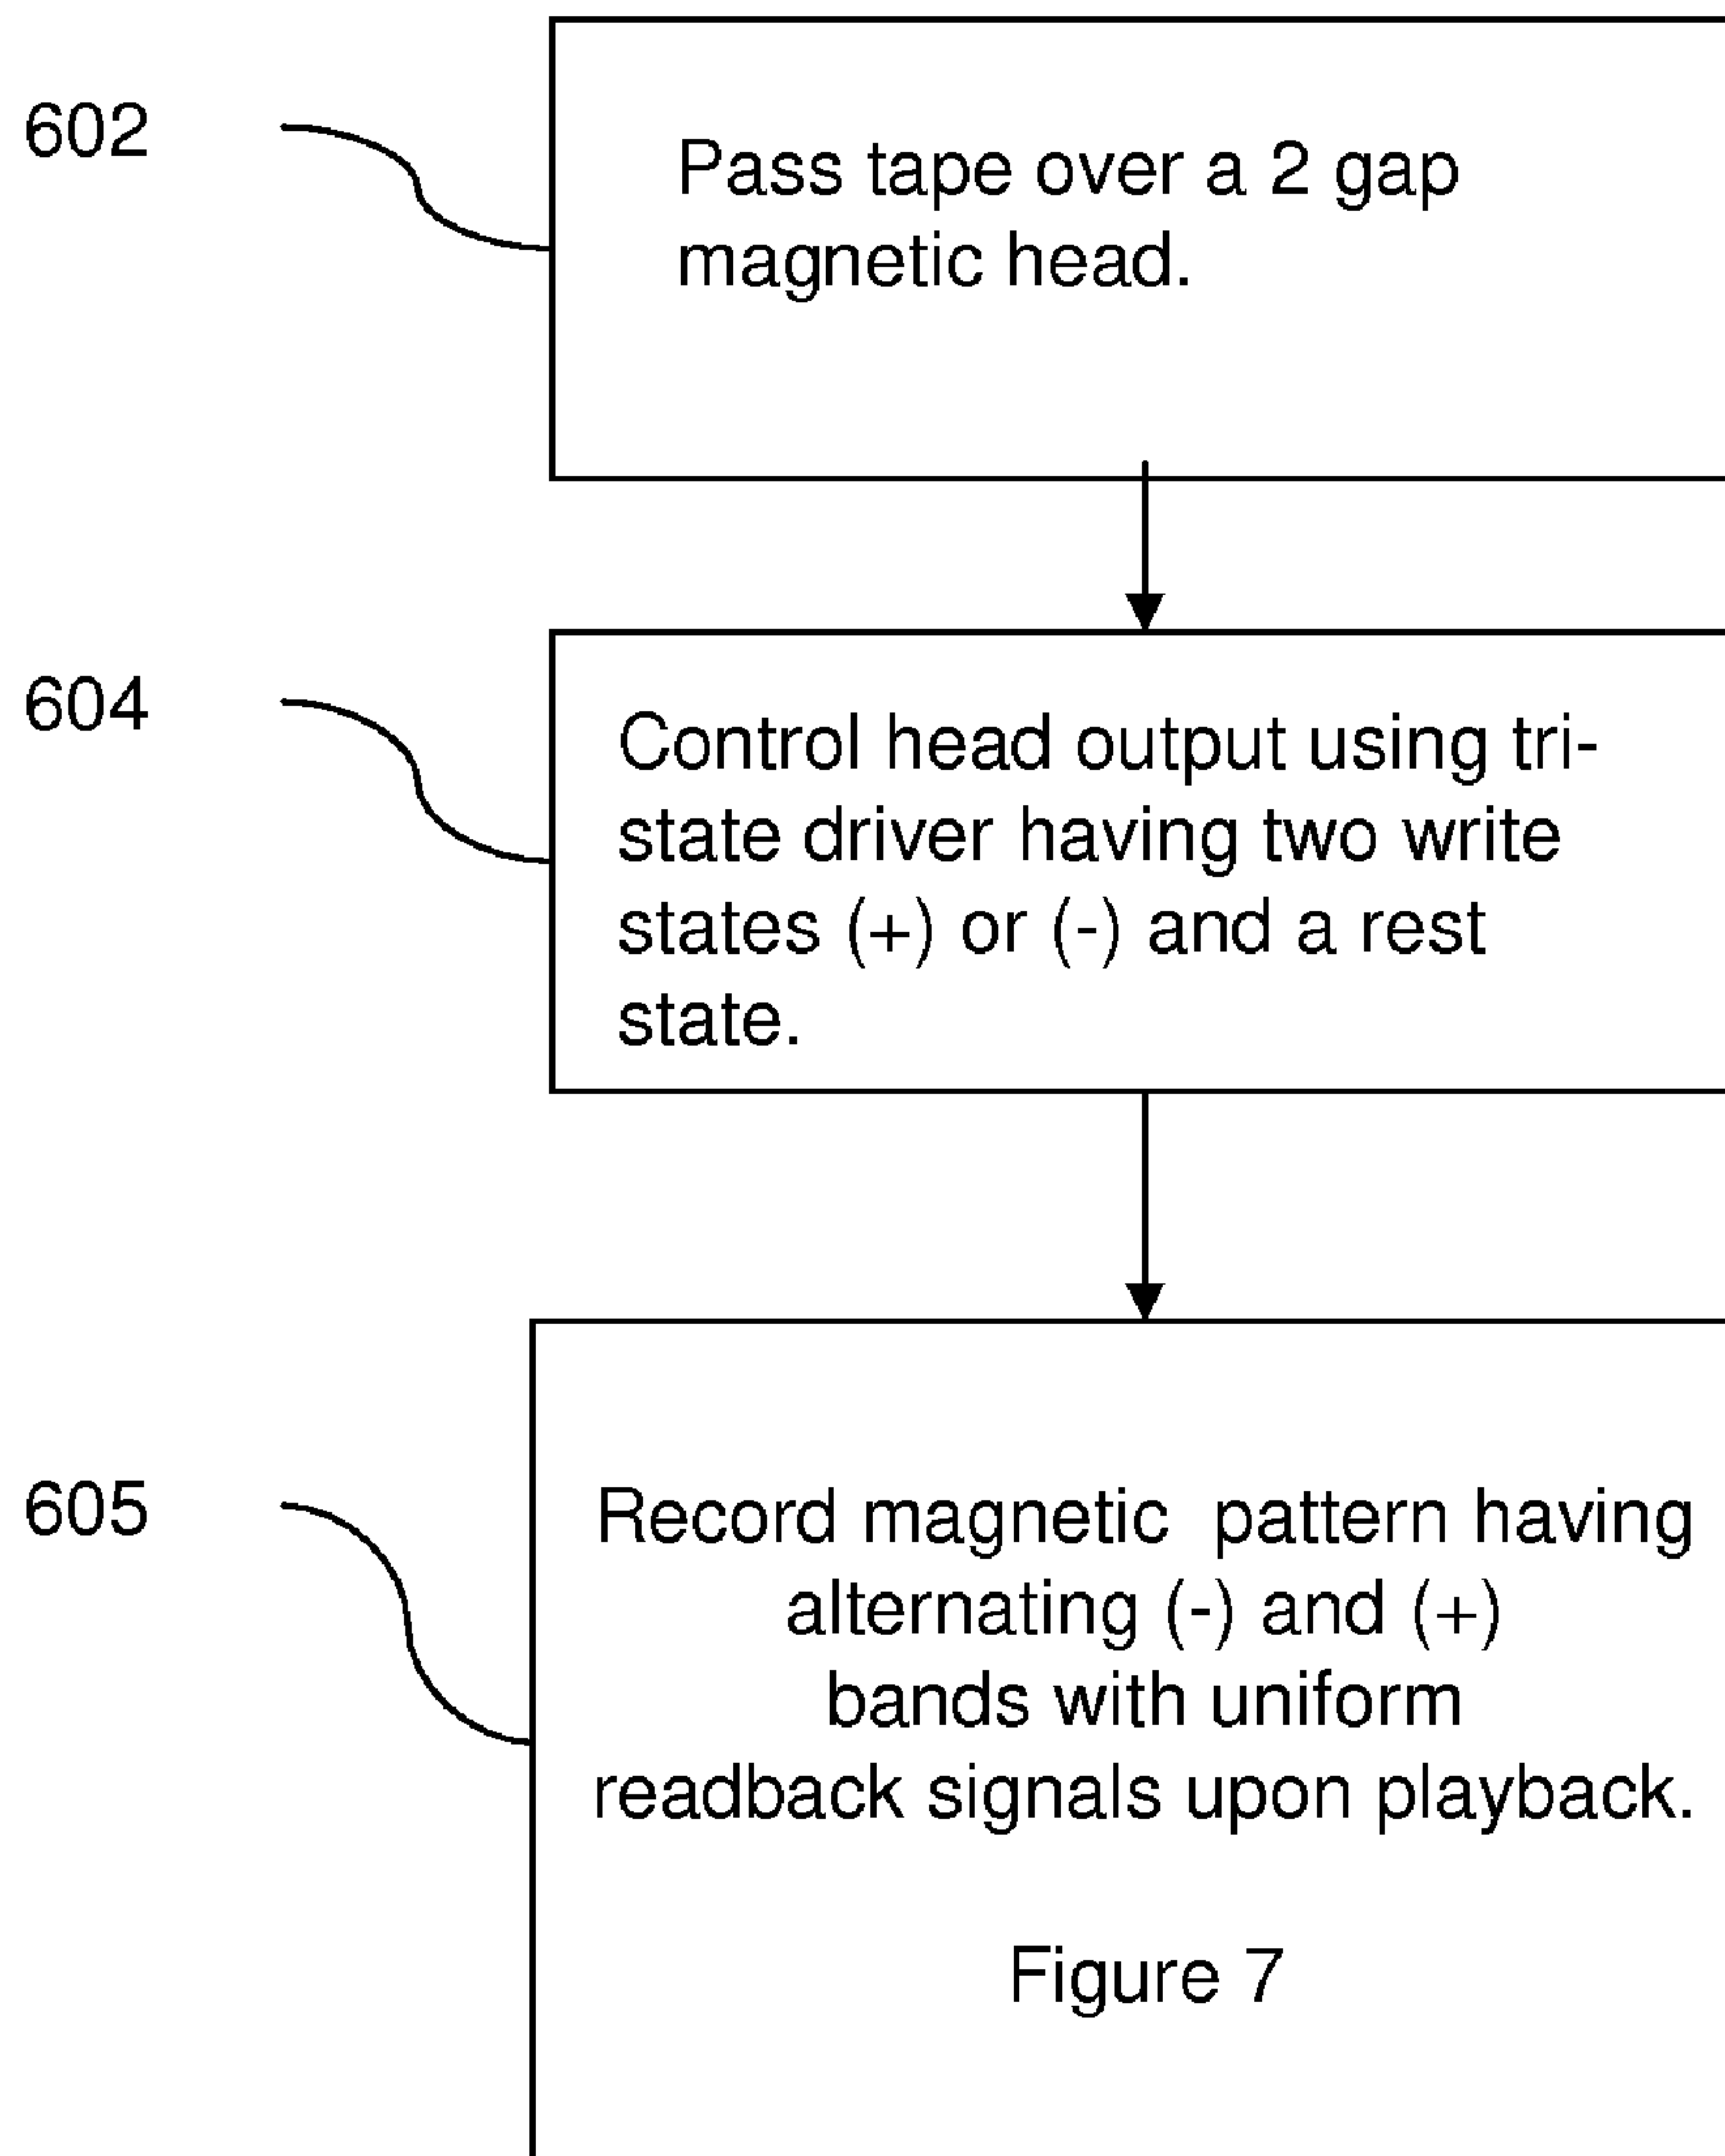 602
Pass tape over a 2 gap
magnetic head.
604
Control head output using tri-
state driver having two write
states (+) or (-) and a rest
state.
605
Record magnetic pattern having
alternating (-) and (+)
bands with uniform
readback signals upon playback.
Figure 7